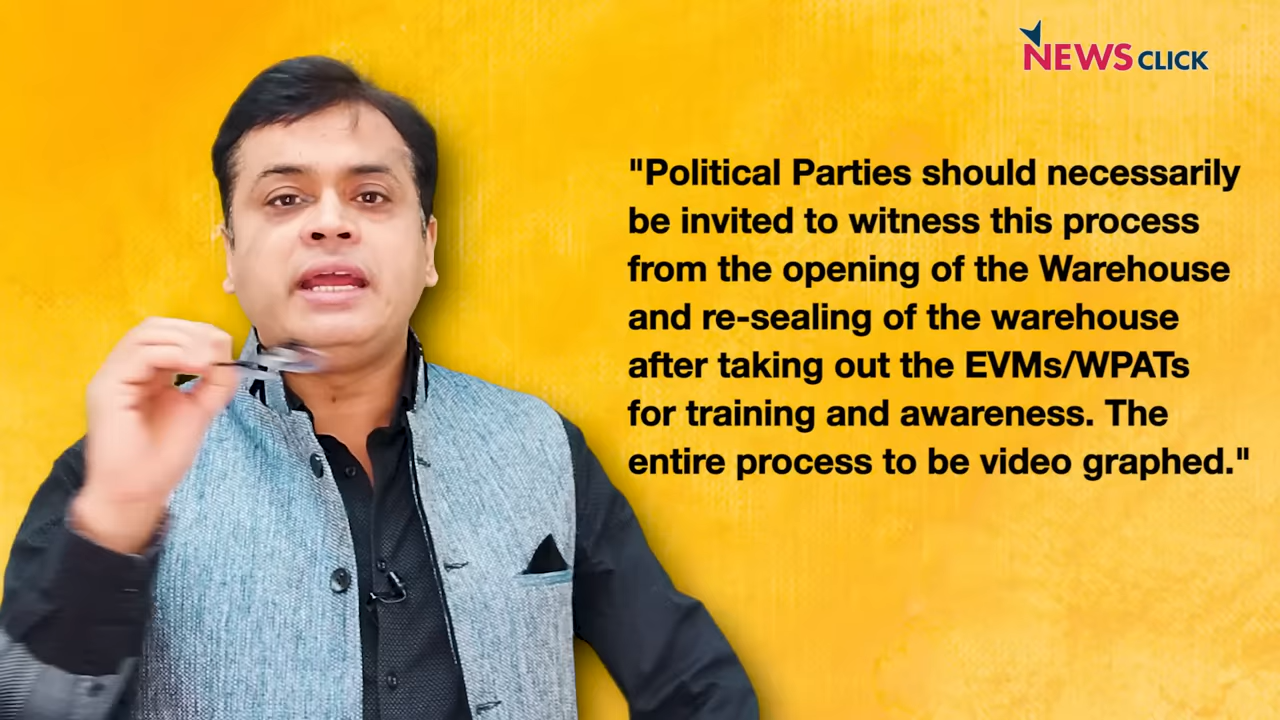 NEWS CLICK
"Political Parties should necessarily
be invited to witness this process
from the opening of the Warehouse
and re-sealing of the warehouse
after taking out the EVMs/WPATs
for training and awareness. The
entire process to be video graphed."